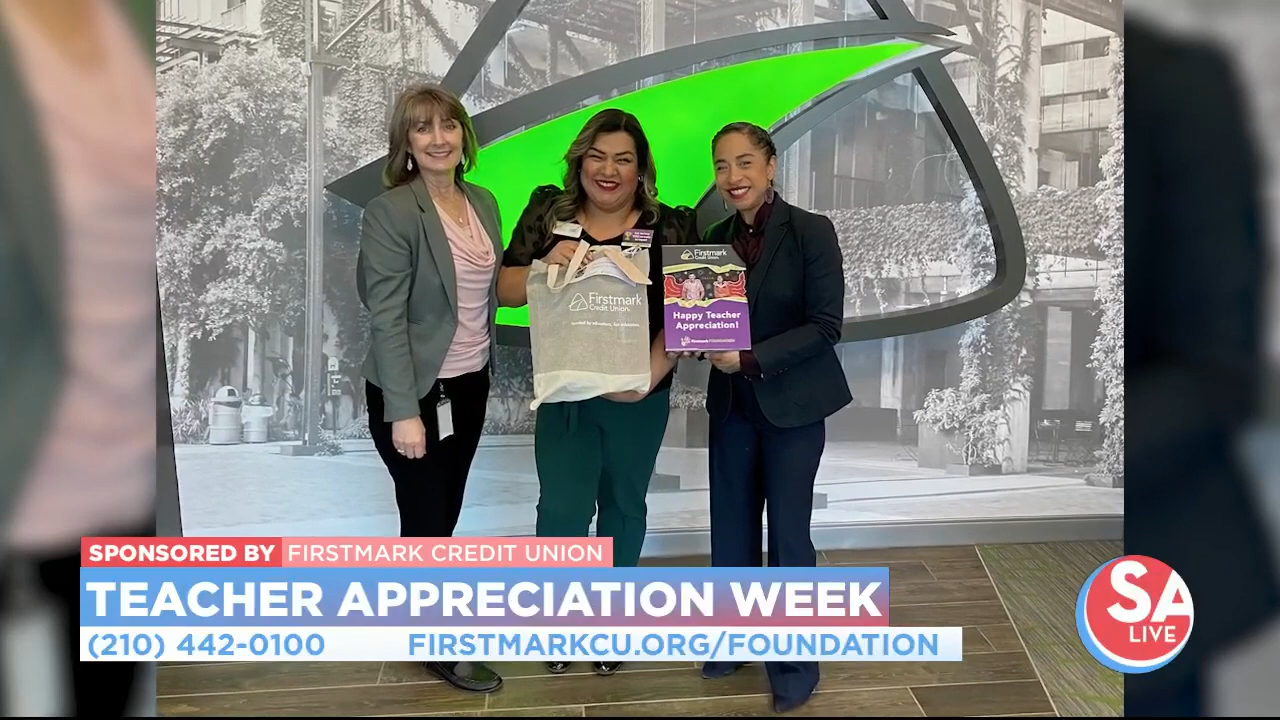 Firstmark
Credit Union.
Firstmark
Credit Union.
Happy Teacher
Appreciation!
SPONSORED BY FIRSTMARK CREDIT UNION
TEACHER APPRECIATION WEEK
(210) 442-0100 FIRSTMARKCU.ORG/FOUNDATION
SA
LIVE